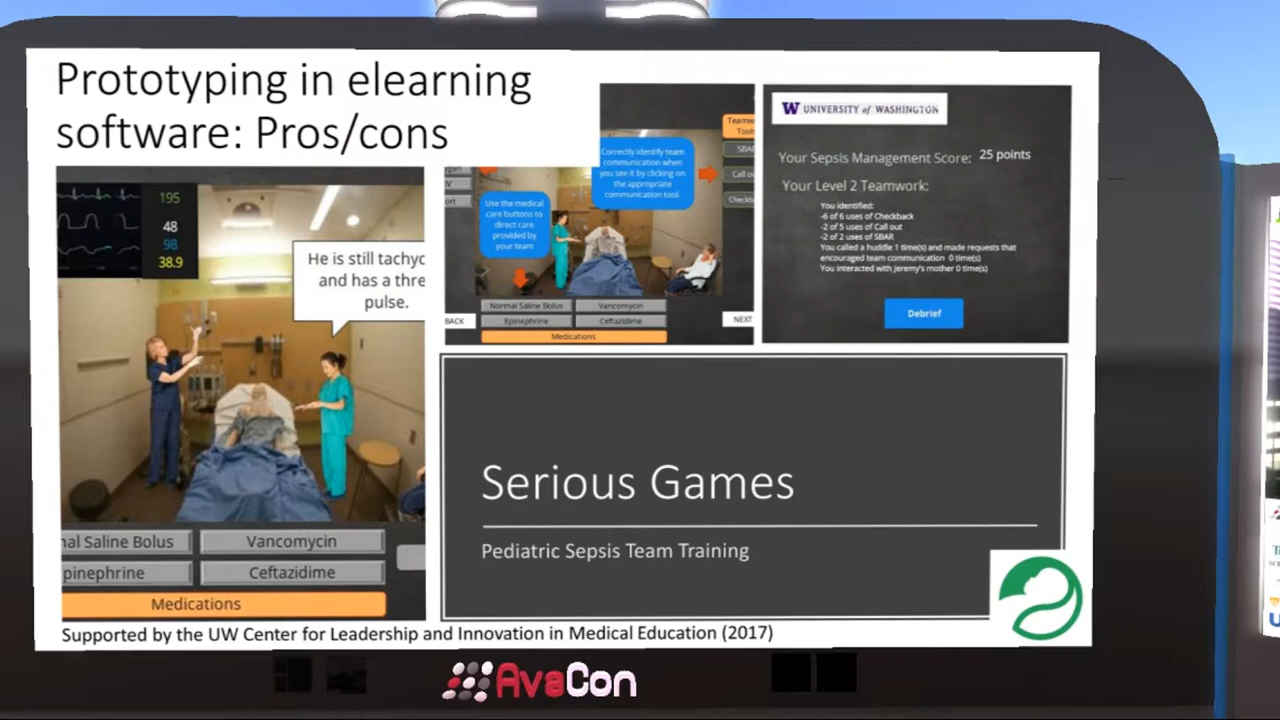 Prototyping in elearning
software: Pros/cons
195
48
98
38.9
He is still tachyc
and has a thre
pulse.
nal Saline Bolus
Vancomycin
pinephrine
Ceftazidime
Medications
Correctly identify team
communication when
you see it by clicking on
the appropriate
communication tool.
Use the medical
care buttons to
direct care
provided by
your team
Teamw
Tools
SBA
Call ou
Checkb
Normal Saline Bolus
Vancomycin
Epinephrine
Ceftazidime
Medications
BACK
NEXT
W UNIVERSITY of WASHINGTON
Your Sepsis Management Score: 25 points
Your Level 2 Teamwork:
You identified:
-6 of 6 uses of Checkback
-2 of 5 uses of Call out
-2 of 2 uses of SBAR
You called a huddle 1 time(s) and made requests that
encouraged team communication 0 time(s)
You interacted with Jeremy's mother 0 time(s)
Debrief
Serious Games
Pediatric Sepsis Team Training
Supported by the UW Center for Leadership and Innovation in Medical Education (2017)
AvaCon